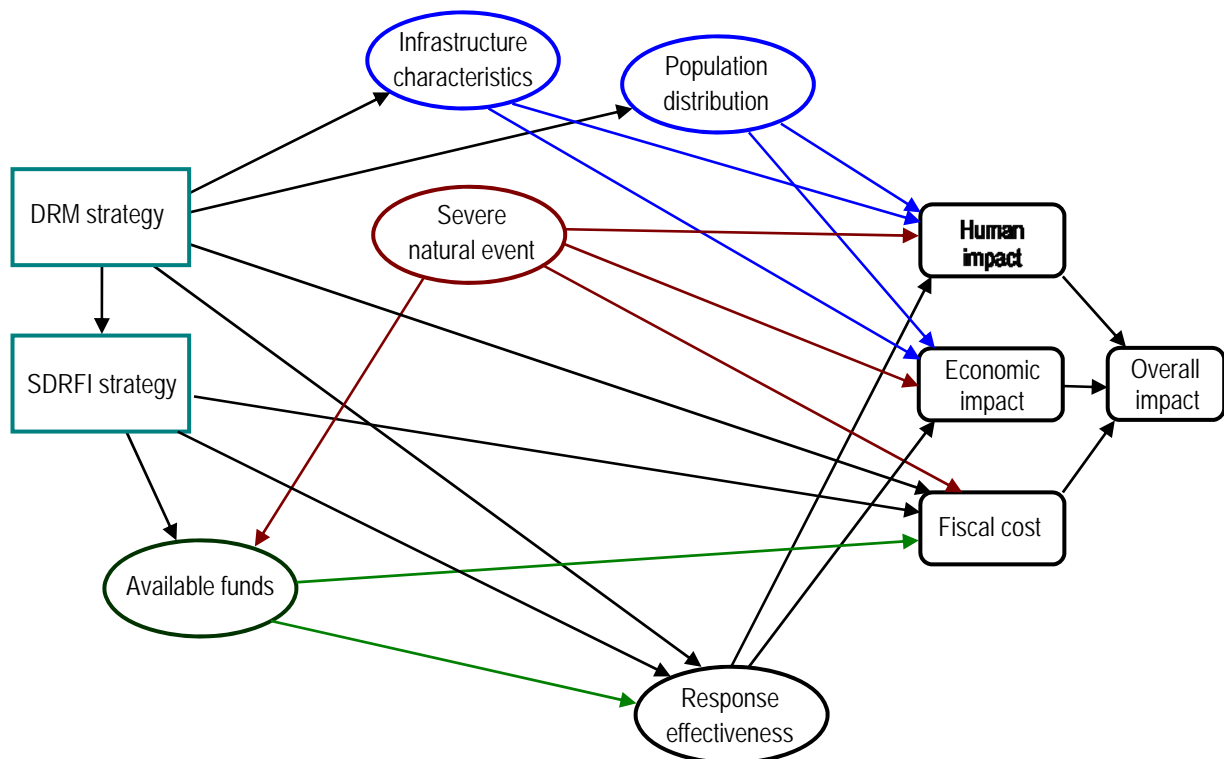 Infrastructure
characteristics
Population
distribution
DRM strategy
Severe
natural event
Human
impact
SDRFI strategy
Economic
impact
Overall
impact
Fiscal cost
Available funds
Response
effectiveness